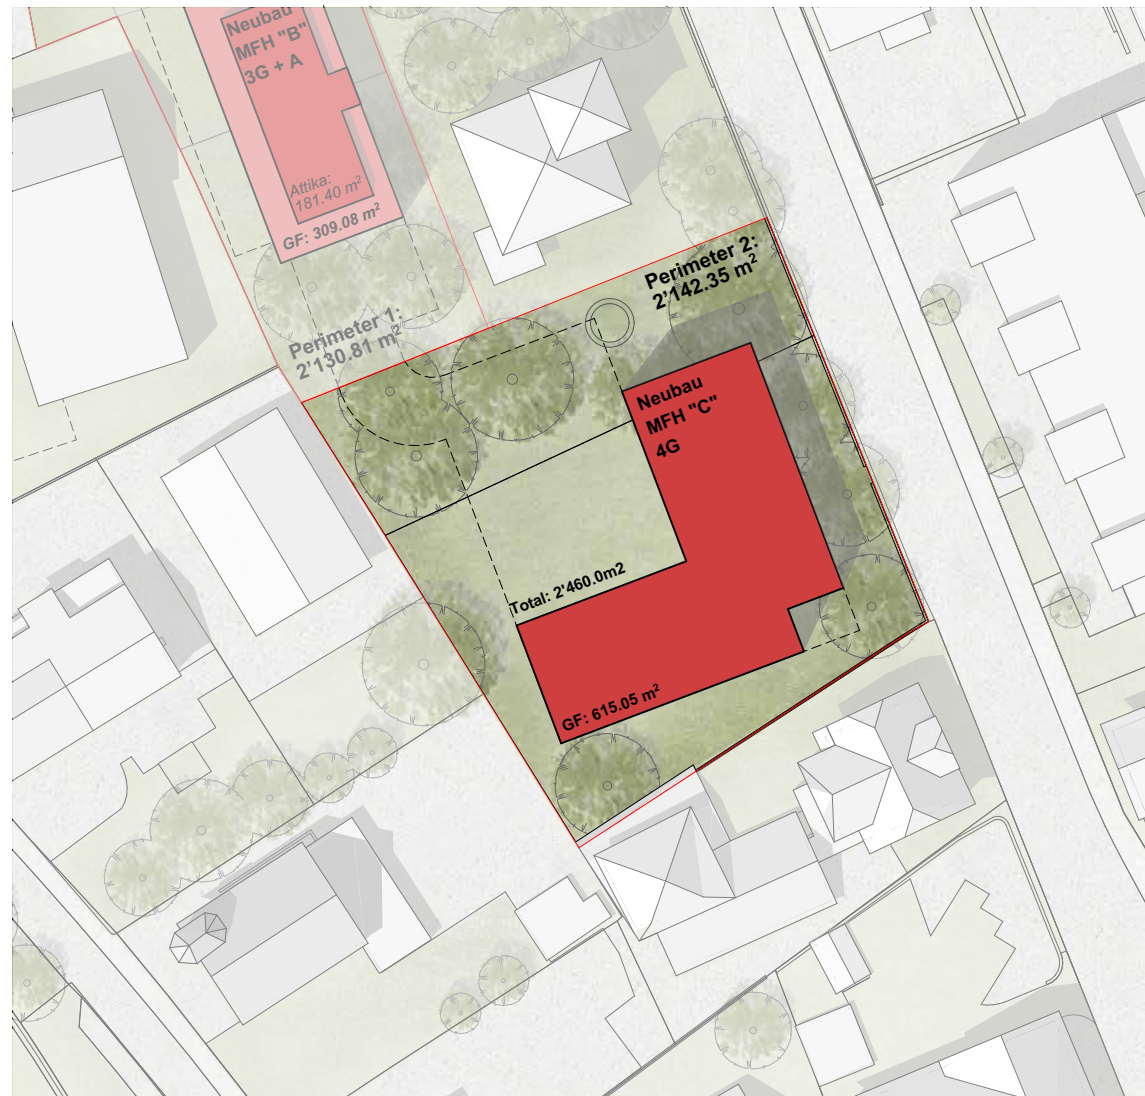 Neubau
MFH "B"
3G + A
Attika:
181.40 m²
GF: 309.08 m²
Perimeter 1:
2'130.81 m²
Perimeter 2:
2'142.35 m²
Neubau
MFH "C"
4G
Total: 2'460.0m2
GF: 615.05 m²